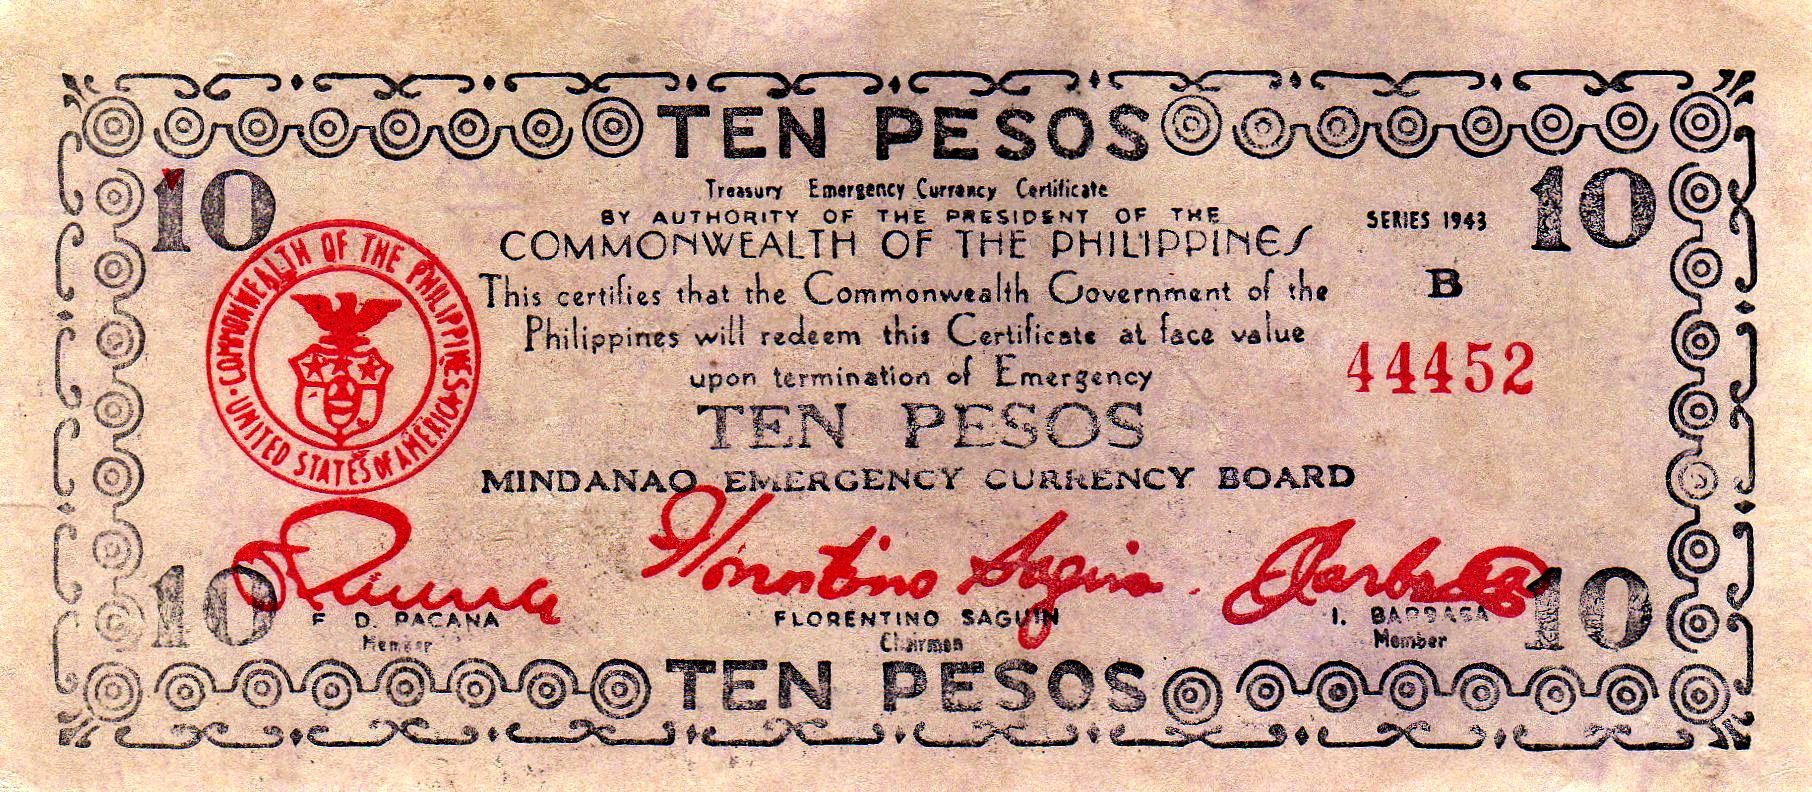 TEN PESOS
10 10
Treasury Emergency Currency Certificate
BY AUTHORITY OF THE PRESIDENT OF THE
SERIES 1943
COMMONWEALTH OF THE PHILIPPINES
This certifies that the Commonwealth Government of the
B
Philippines will redeem this Certificate at face value
44452
upon termination of Emergency
TEN PESOS
MINDANAO EMERGENCY CURRENCY BOARD
COMMONWEALTH OF THE PHILIPPINES
UNITED STATES OF AMERICA
Florentino Saguin
F. D. PACANA FLORENTINO SAGUIN I. BARBASA
Member Chairman Member
10 10
TEN PESOS